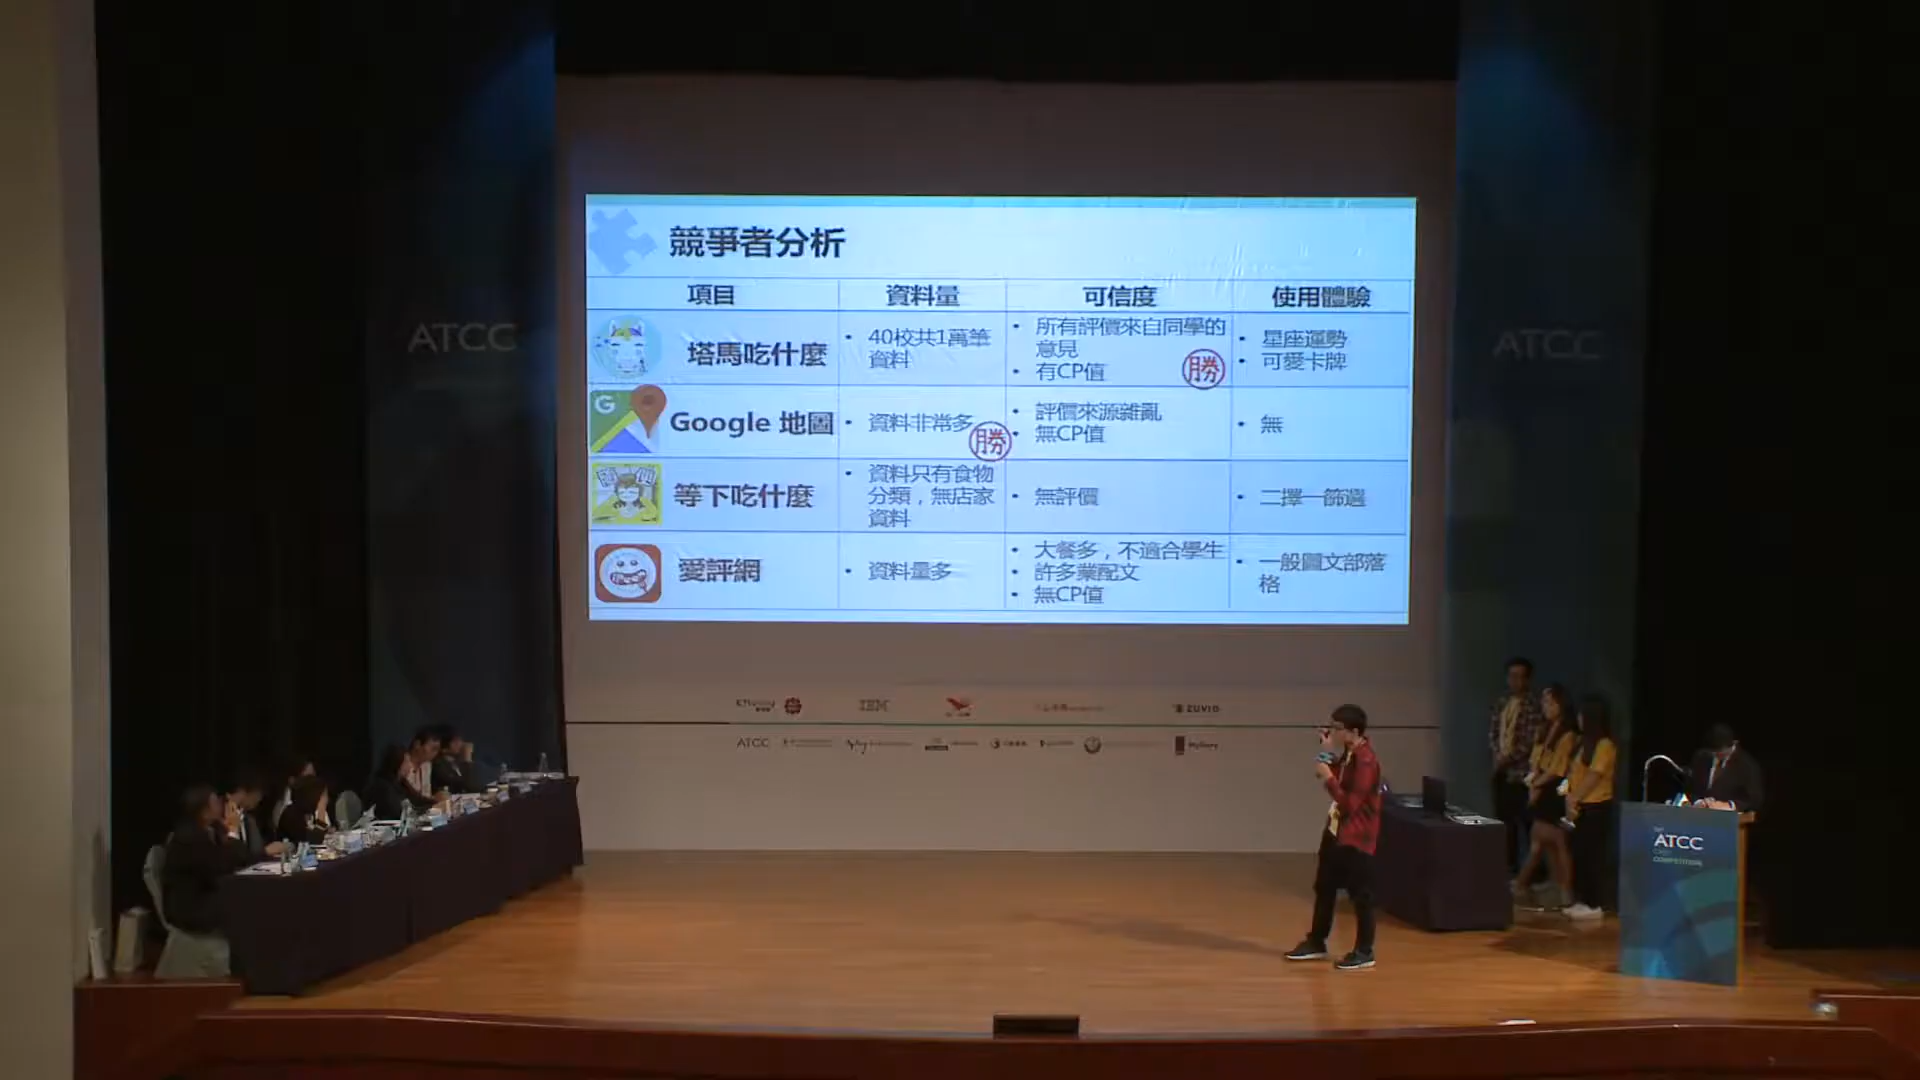 競爭者分析
項目
資料量
可信度
使用體驗
塔馬吃什麼
40校共1萬筆
資料
所有評價來自同學的
意見
有CP值
勝
星座運勢
可愛卡牌
G
Google 地圖
資料非常多
勝
評價來源雜亂
無CP值
無
等下吃什麼
資料只有食物
分類，無店家
資料
無評價
二擇一篩選
愛評網
資料量多
大餐多，不適合學生
許多業配文
無CP值
一般圖文部落
格
ATCC
ATCC
IBM
ZUVIO
ATCC
ATCC
COMPETITION